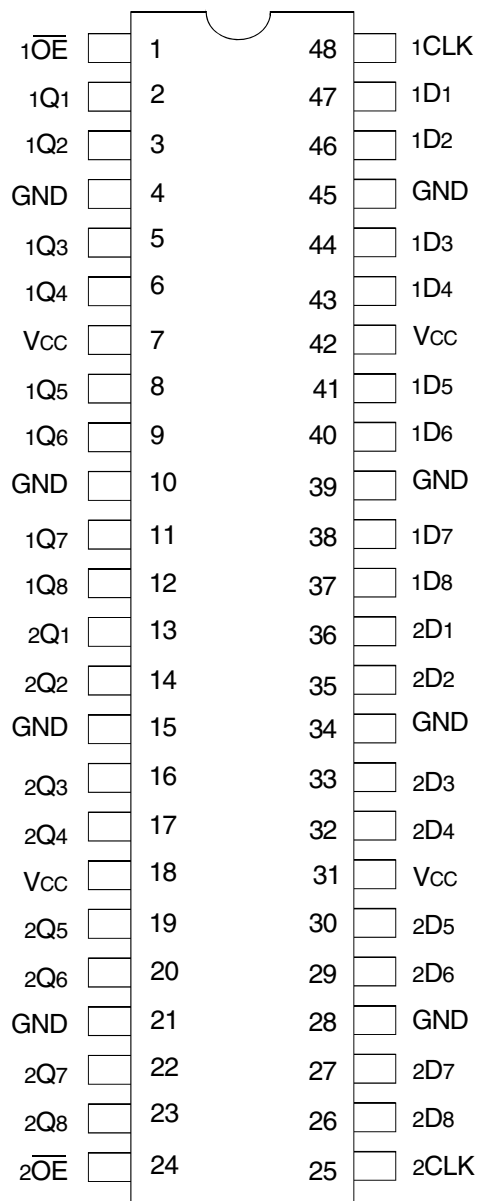 1O̅E̅ 1 48 1CLK
1Q1 2 47 1D1
1Q2 3 46 1D2
GND 4 45 GND
1Q3 5 44 1D3
1Q4 6 43 1D4
VCC 7 42 VCC
1Q5 8 41 1D5
1Q6 9 40 1D6
GND 10 39 GND
1Q7 11 38 1D7
1Q8 12 37 1D8
2Q1 13 36 2D1
2Q2 14 35 2D2
GND 15 34 GND
2Q3 16 33 2D3
2Q4 17 32 2D4
VCC 18 31 VCC
2Q5 19 30 2D5
2Q6 20 29 2D6
GND 21 28 GND
2Q7 22 27 2D7
2Q8 23 26 2D8
2O̅E̅ 24 25 2CLK